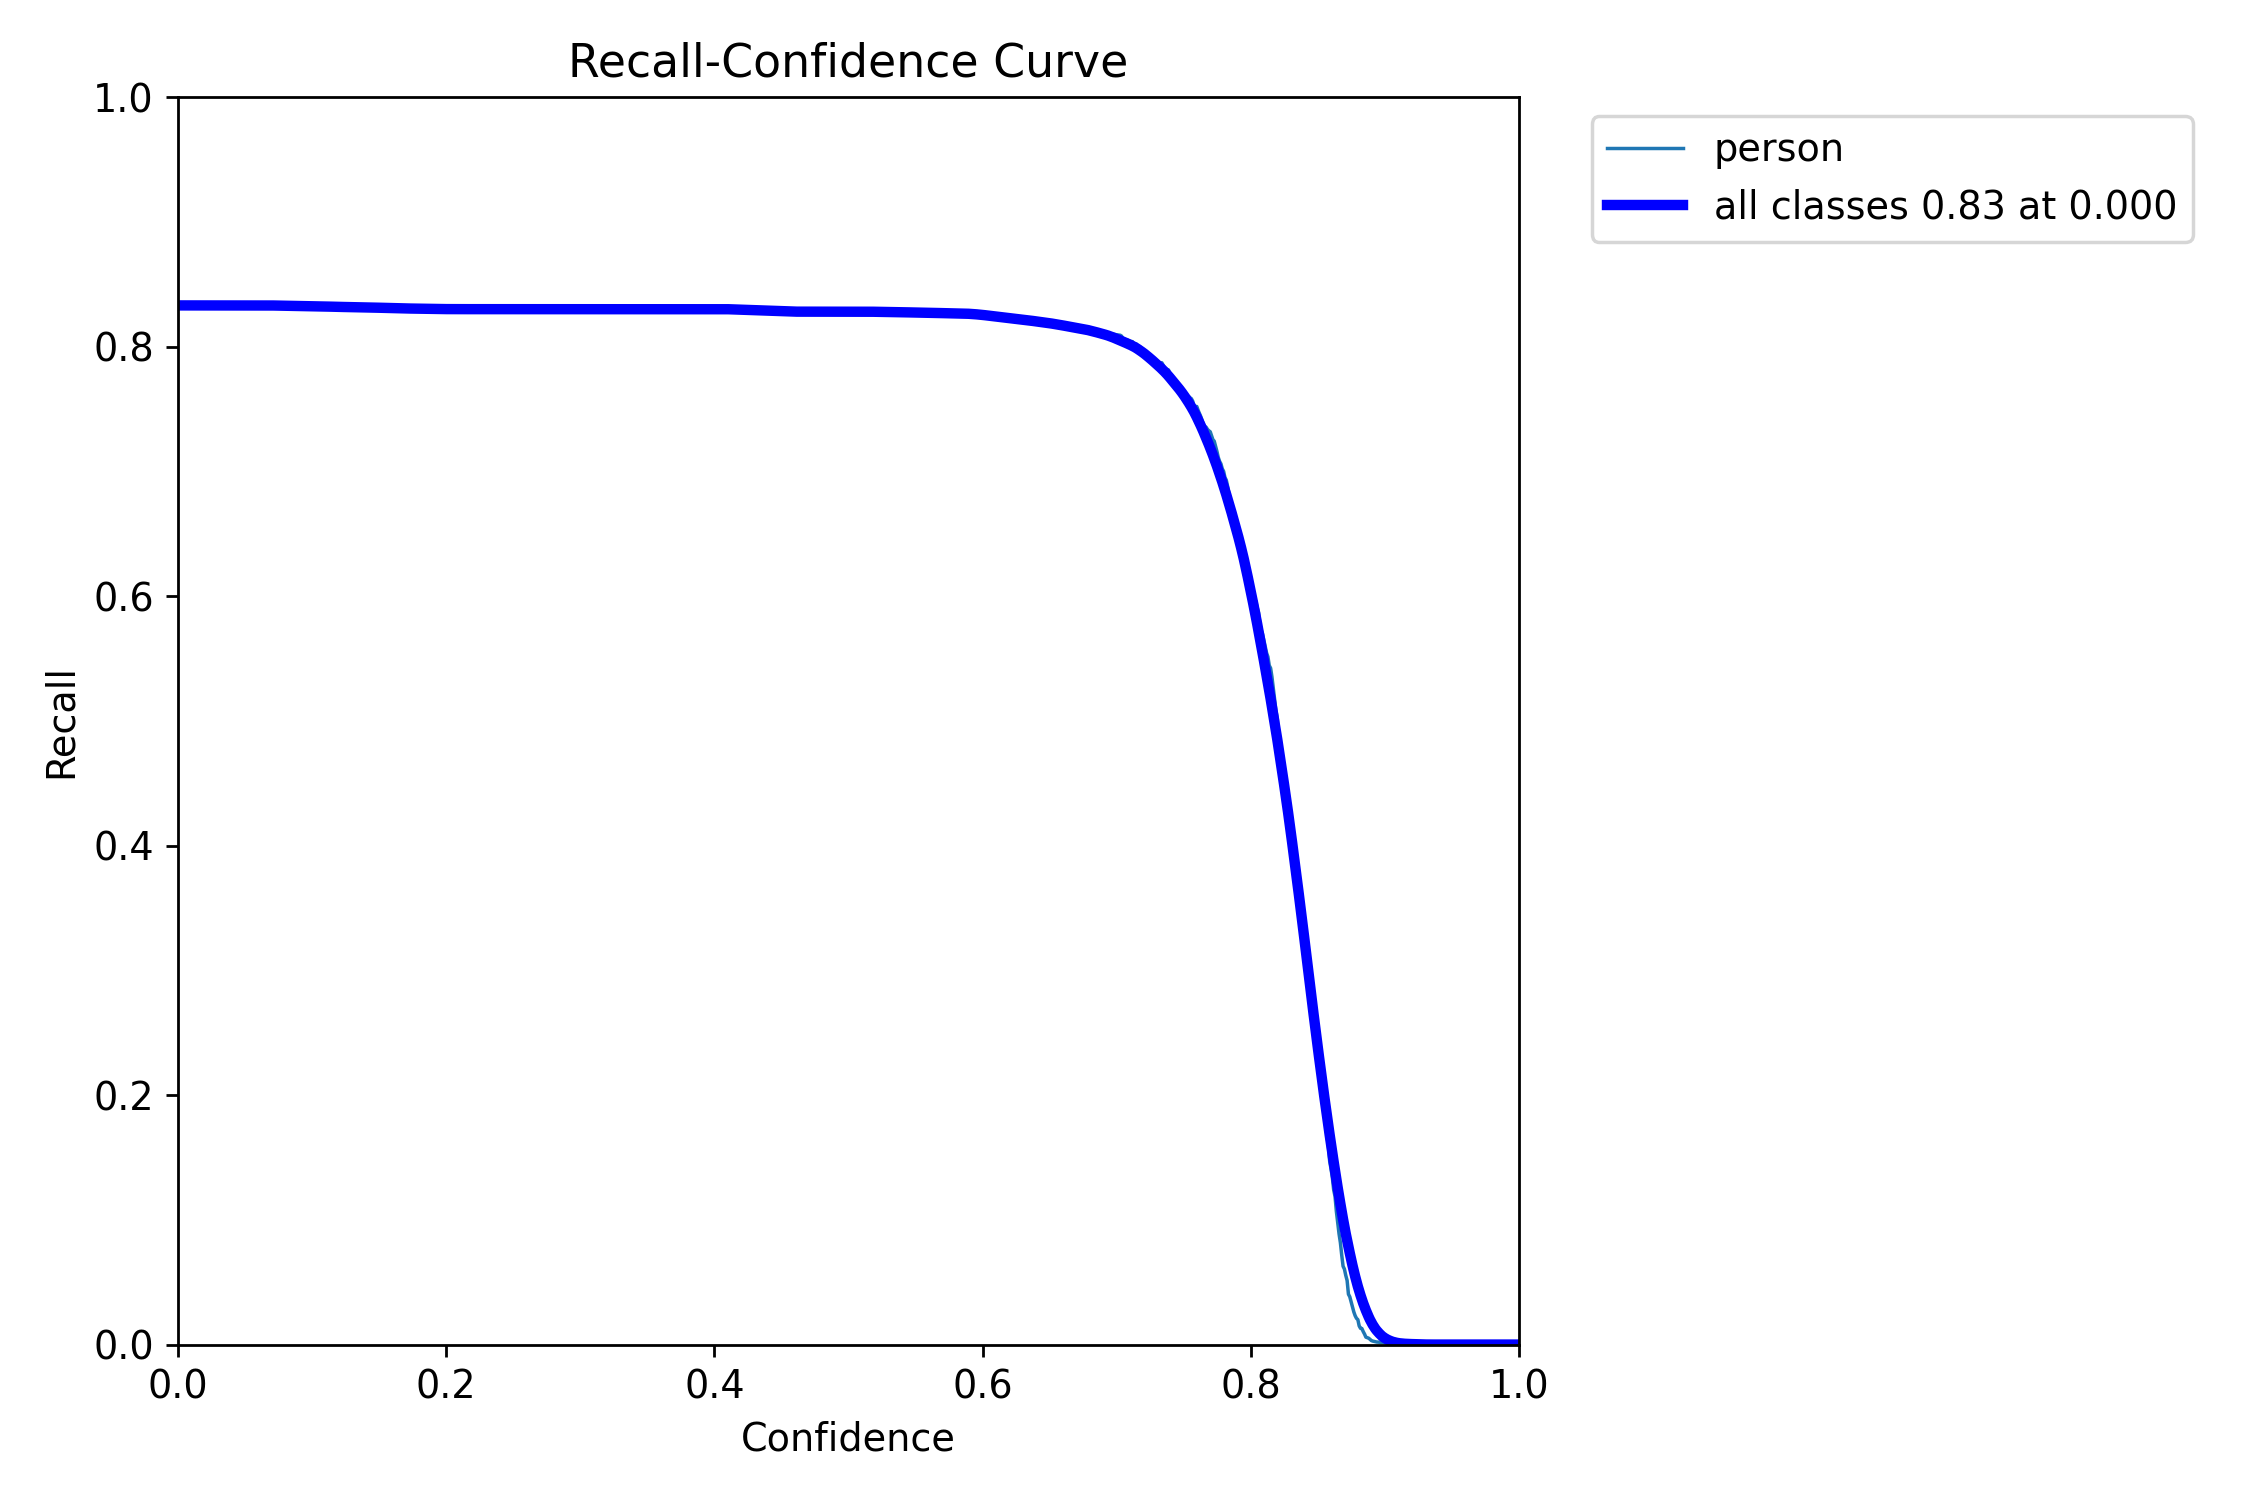 Recall-Confidence Curve
1.0
0.8
0.6
0.4
0.2
0.0
Recall
0.0 0.2 0.4 0.6 0.8 1.0
Confidence
person
all classes 0.83 at 0.000